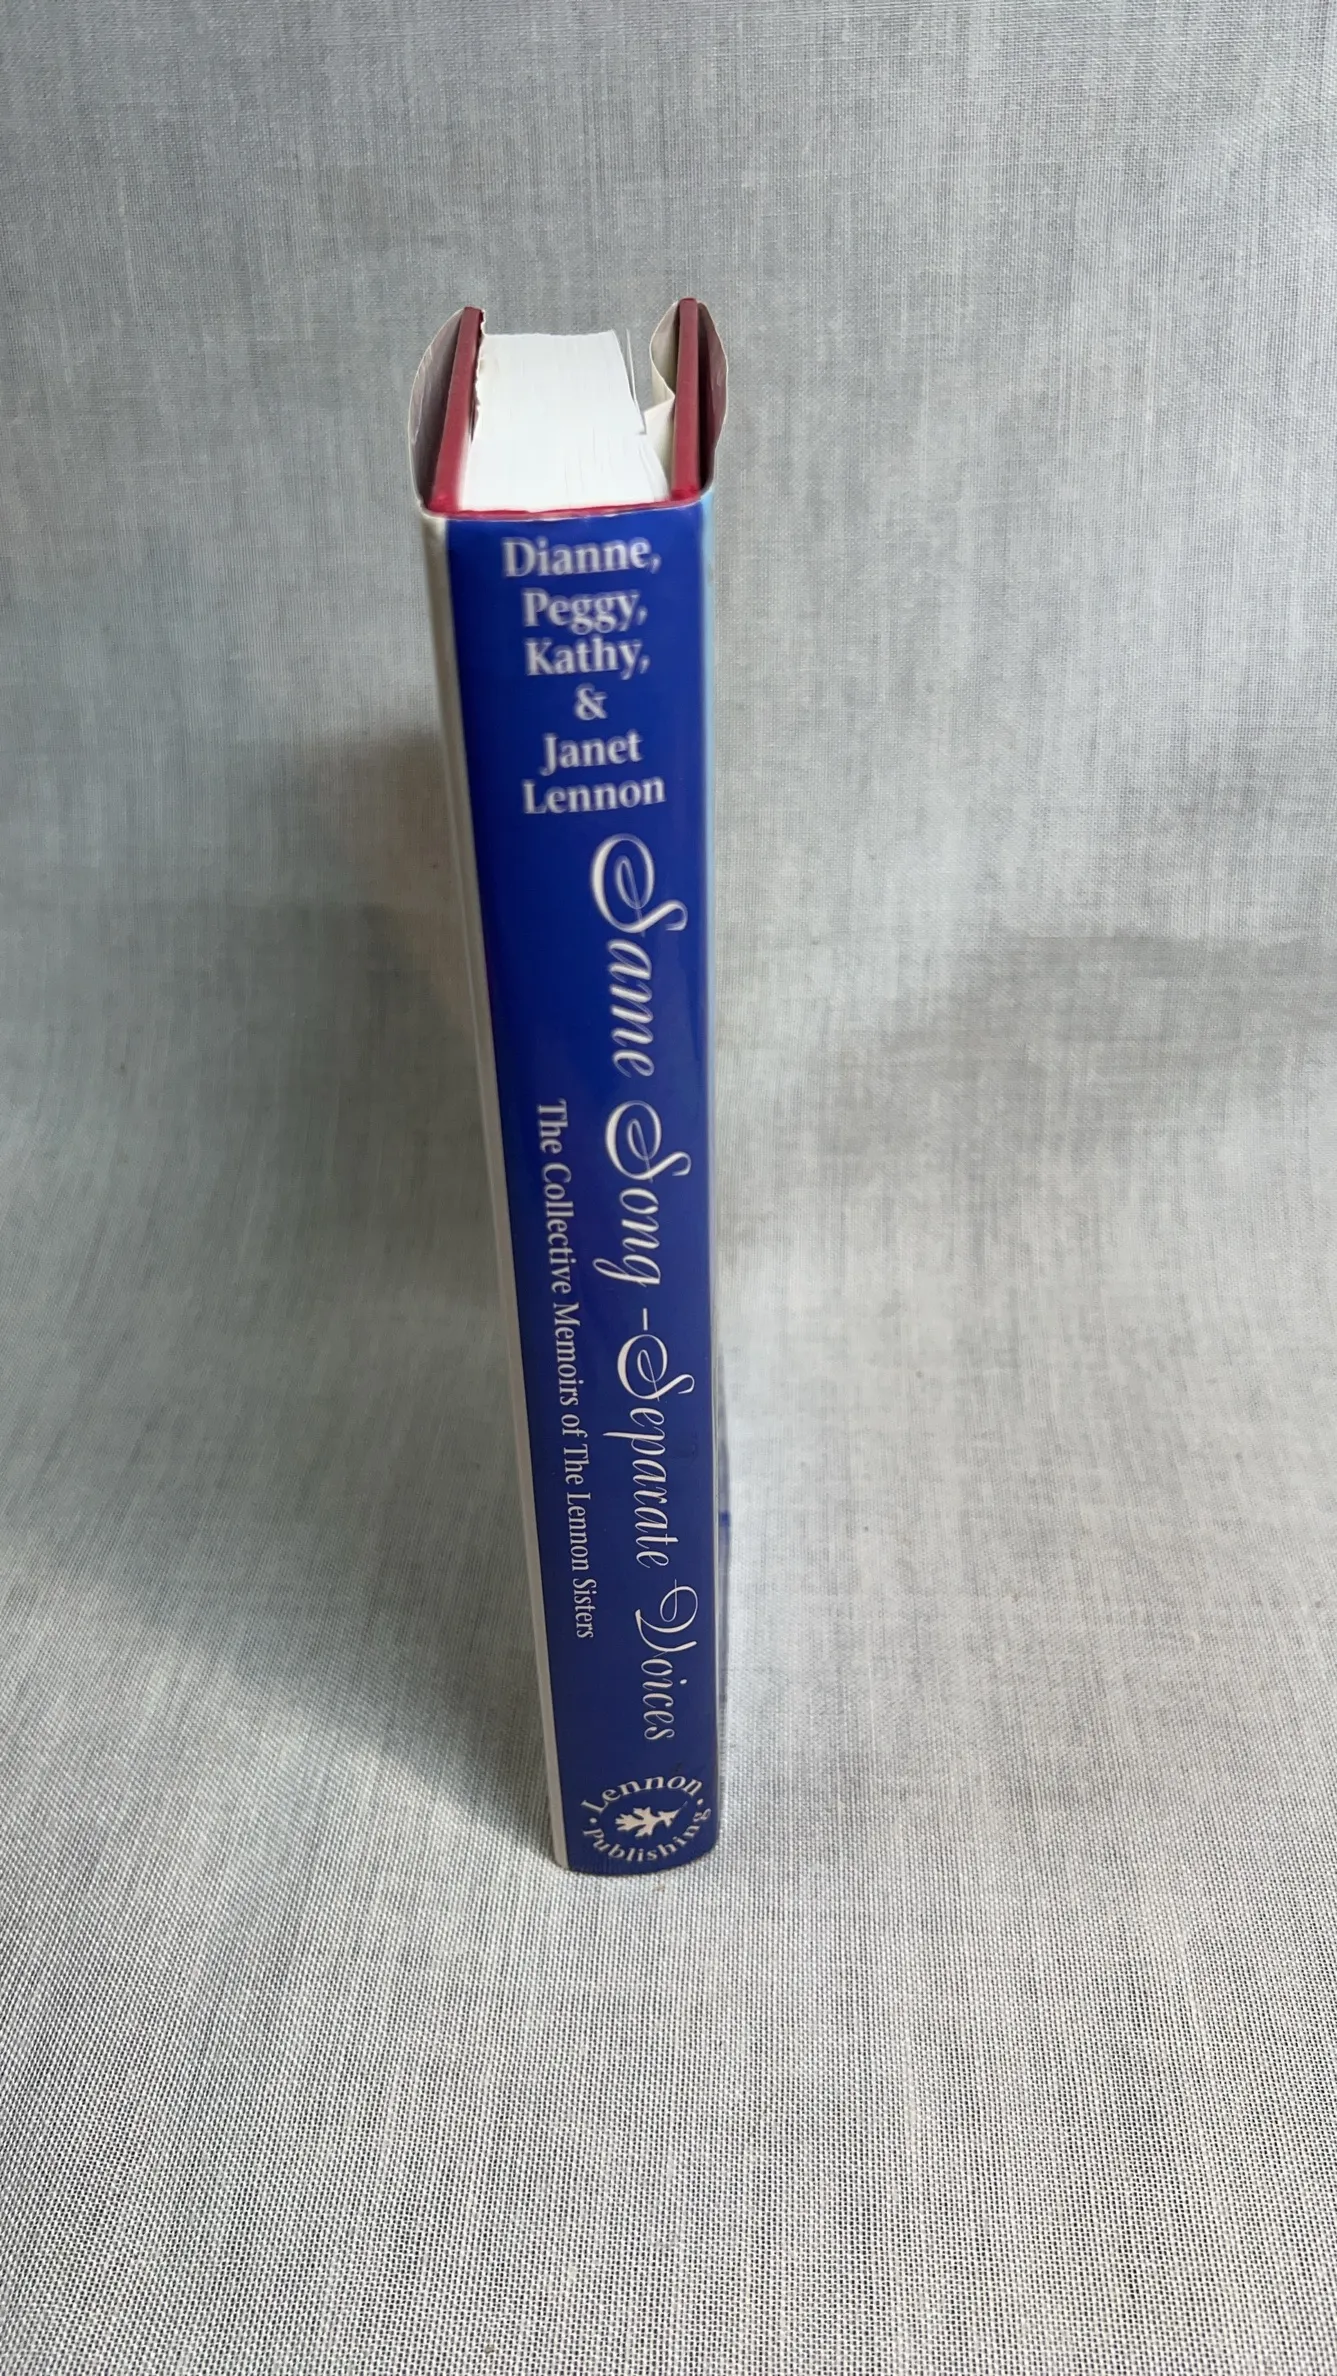 Dianne,
Peggy,
Kathy,
&
Janet
Lennon
Same Song - Separate Voices
The Collective Memoirs of The Lennon Sisters
Lennon
• Publishing •